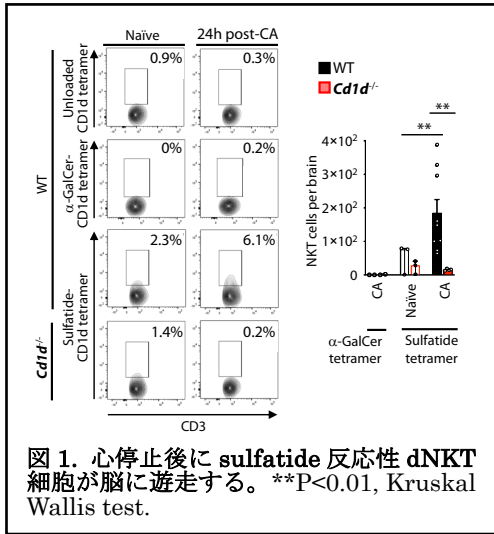 Naïve
24h post-CA
WT
Unloaded
CD1d tetramer
0.9%
0.3%
α-GalCer-
CD1d tetramer
0%
0.2%
Sulfatide-
CD1d tetramer
2.3%
6.1%
Cd1d-/-
1.4%
0.2%
CD3
WT
Cd1d-/-
**
**
NKT cells per brain
4×10²
3×10²
2×10²
1×10²
0
CA
Naïve
CA
α-GalCer
tetramer
Sulfatide
tetramer
図 1. 心停止後に sulfatide 反応性 dNKT
細胞が脳に遊走する。**P<0.01, Kruskal
Wallis test.